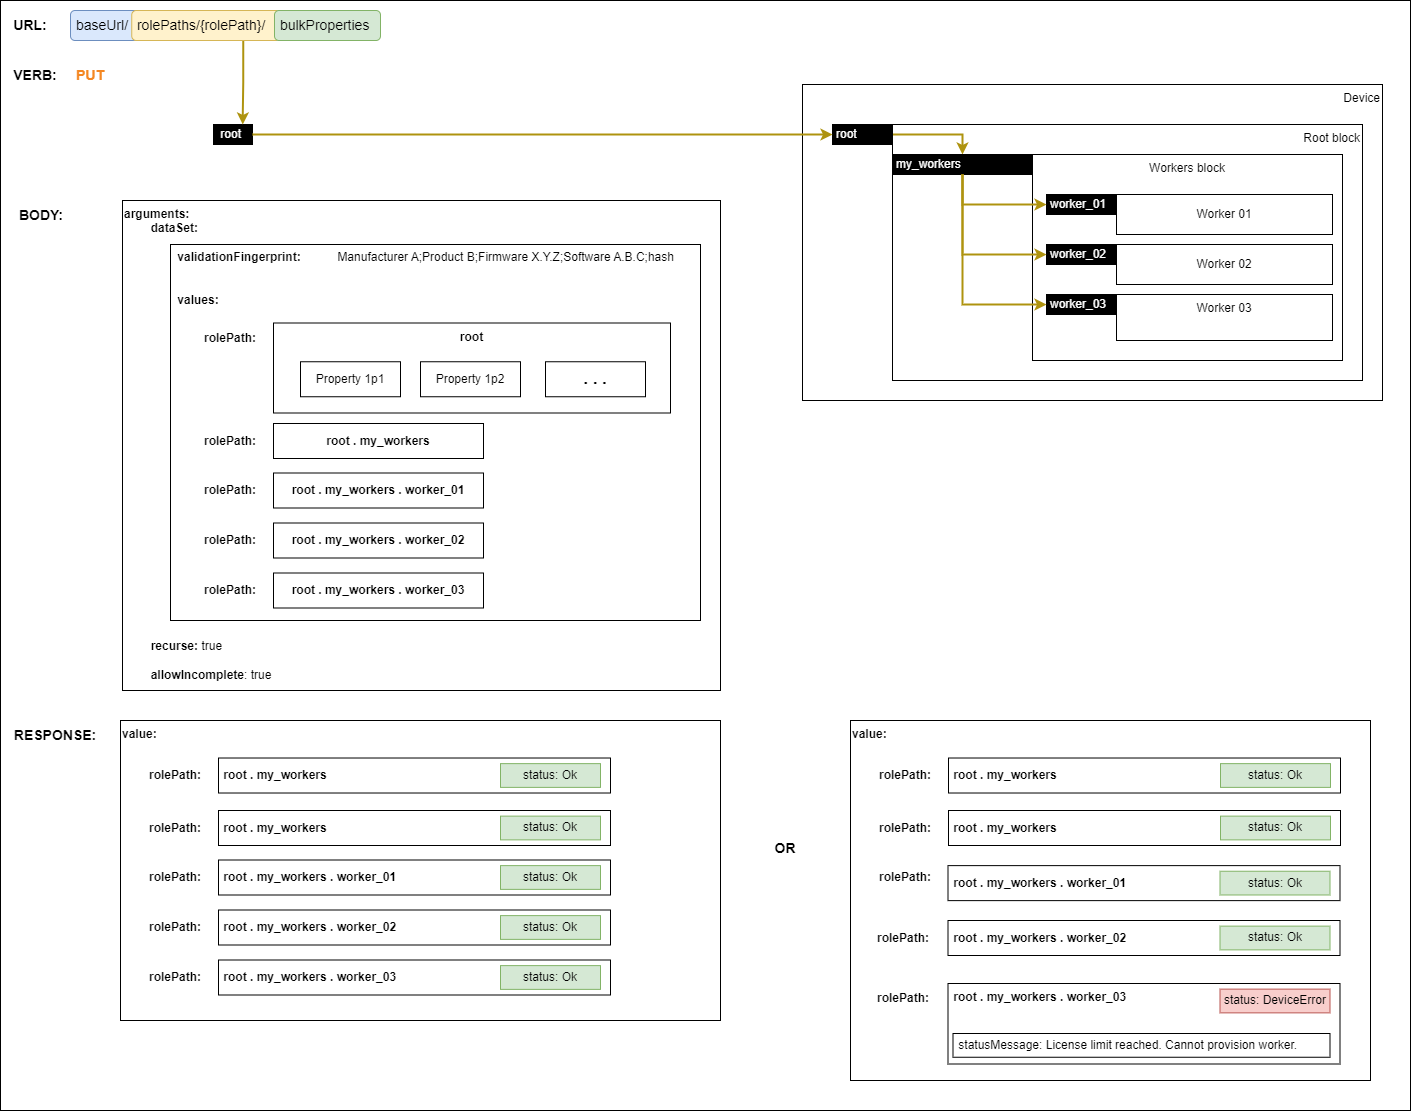 URL: baseUrl/ rolePaths/{rolePath}/ bulkProperties
VERB: PUT
root
Device
root
Root block
my_workers
Workers block
worker_01
Worker 01
worker_02
Worker 02
worker_03
Worker 03
BODY:
arguments:
dataSet:
validationFingerprint: Manufacturer A;Product B;Firmware X.Y.Z;Software A.B.C;hash
values:
rolePath: root
Property 1p1 Property 1p2 . . .
rolePath: root . my_workers
rolePath: root . my_workers . worker_01
rolePath: root . my_workers . worker_02
rolePath: root . my_workers . worker_03
recurse: true
allowIncomplete: true
RESPONSE:
value:
rolePath: root . my_workers status: Ok
rolePath: root . my_workers status: Ok
rolePath: root . my_workers . worker_01 status: Ok
rolePath: root . my_workers . worker_02 status: Ok
rolePath: root . my_workers . worker_03 status: Ok
OR
value:
rolePath: root . my_workers status: Ok
rolePath: root . my_workers status: Ok
rolePath: root . my_workers . worker_01 status: Ok
rolePath: root . my_workers . worker_02 status: Ok
rolePath: root . my_workers . worker_03 status: DeviceError
statusMessage: License limit reached. Cannot provision worker.